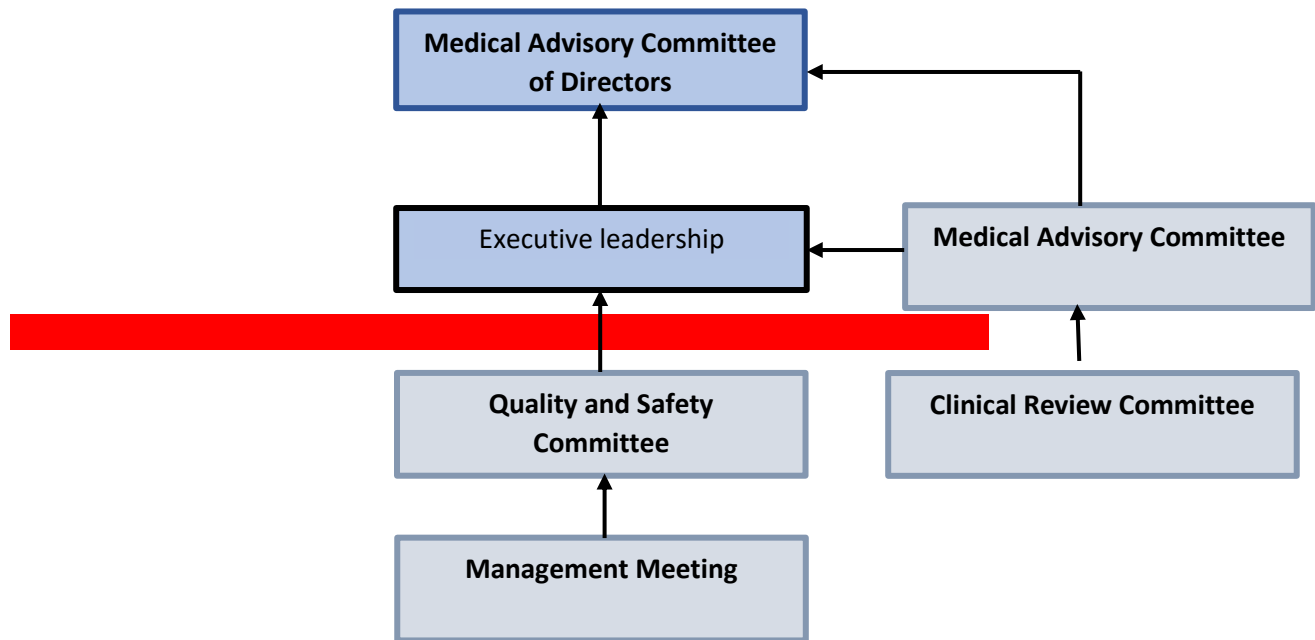 Medical Advisory Committee
of Directors
Executive leadership
Medical Advisory Committee
Quality and Safety
Committee
Clinical Review Committee
Management Meeting